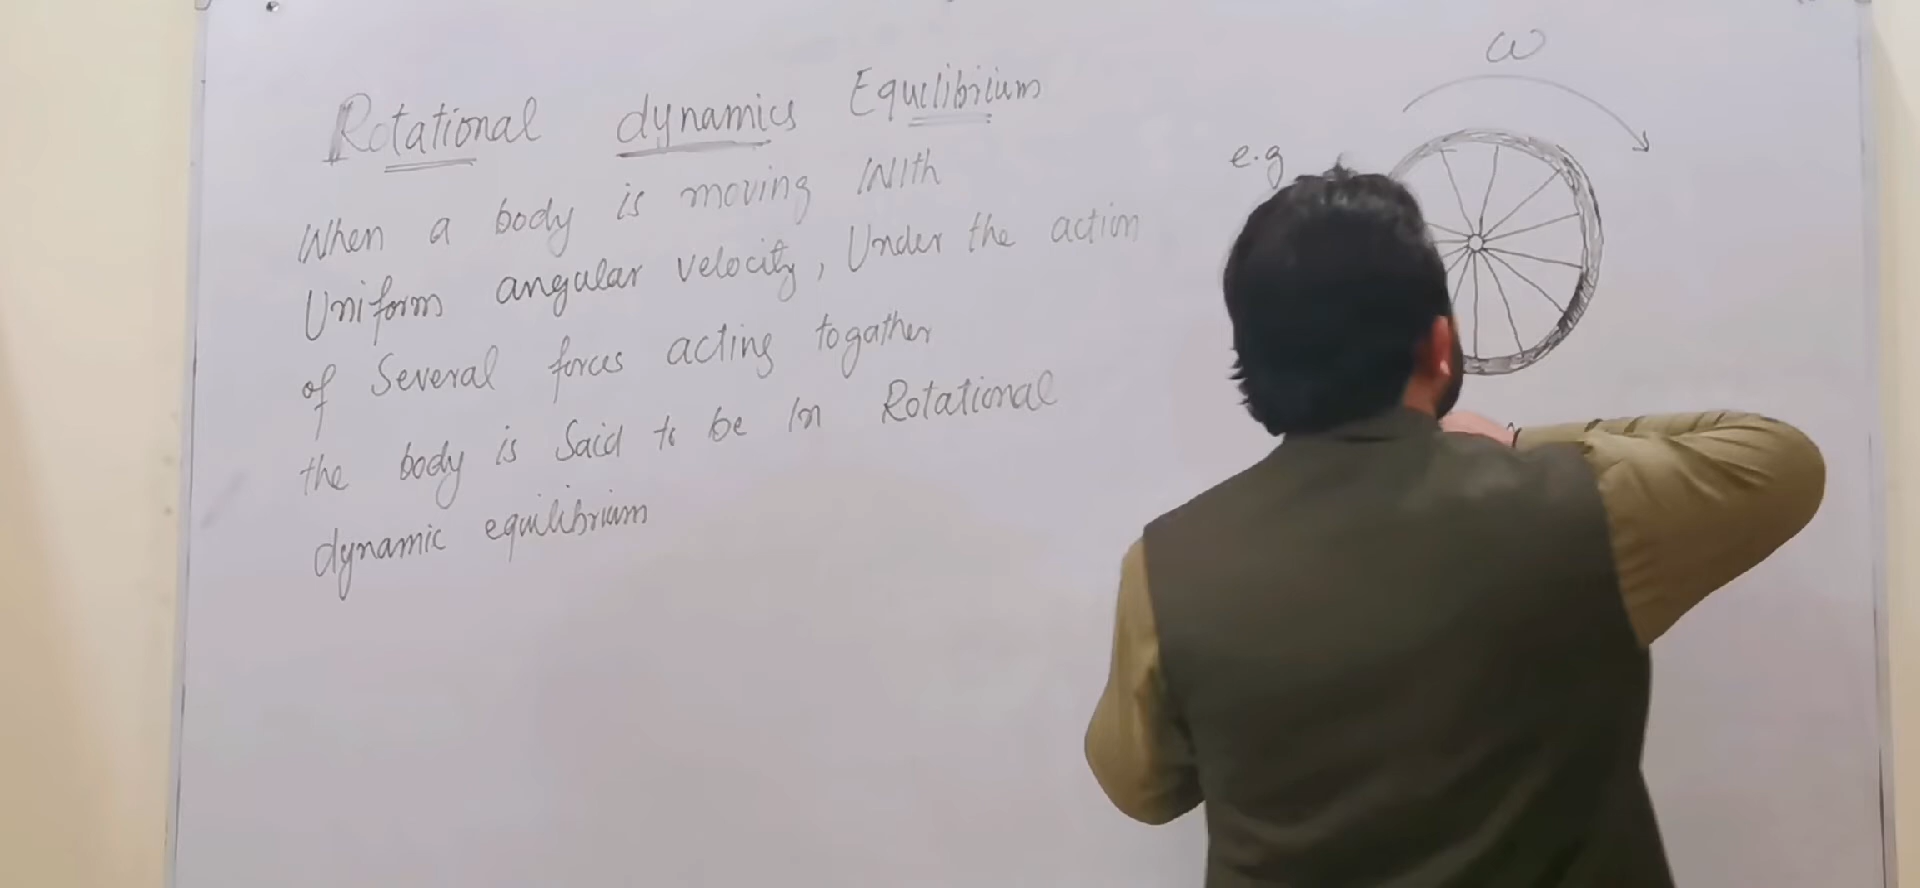 Rotational dynamics Equilibrium
When a body is moving With
Uniform angular velocity, Under the action
of Several forces acting togather
the body is Said to be In Rotational
dynamic equilibrium
e.g
ω